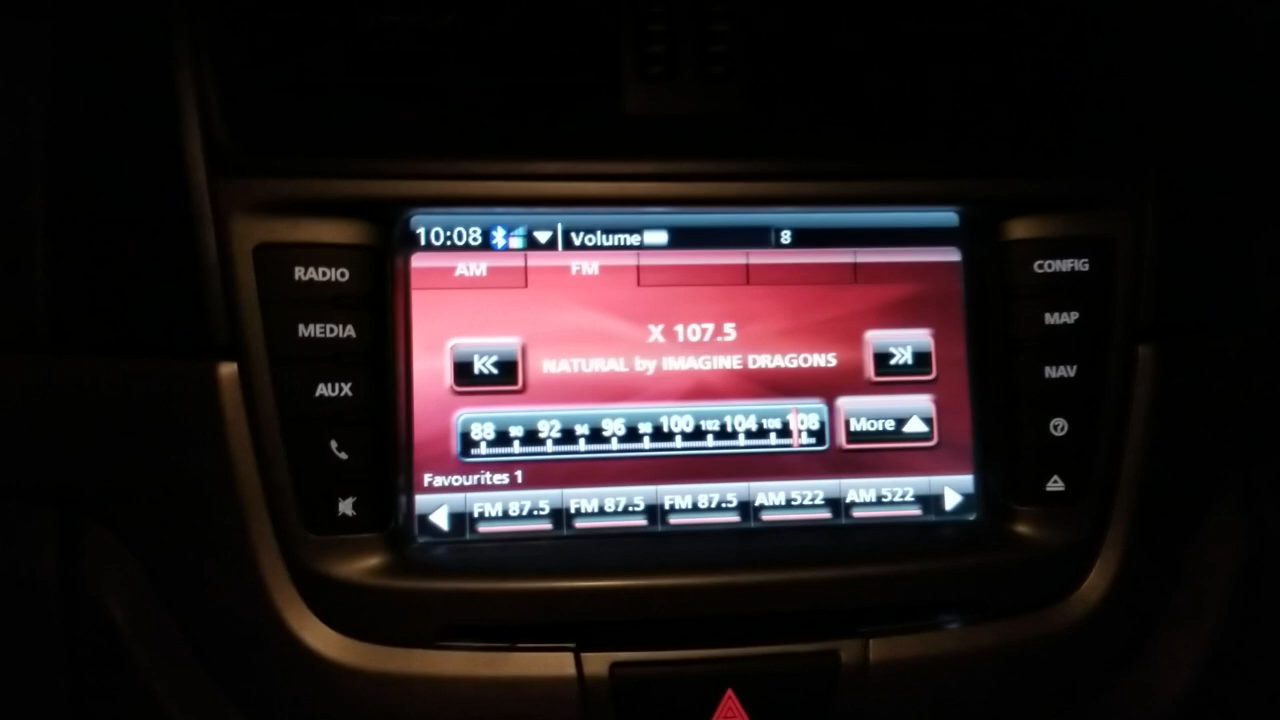 10:08 Volume 8
AM FM
RADIO
MEDIA
AUX
CONFIG
MAP
NAV
X 107.5
NATURAL by IMAGINE DRAGONS
88 90 92 94 96 98 100 102 104 106 108
More
Favourites 1
FM 87.5 FM 87.5 FM 87.5 AM 522 AM 522